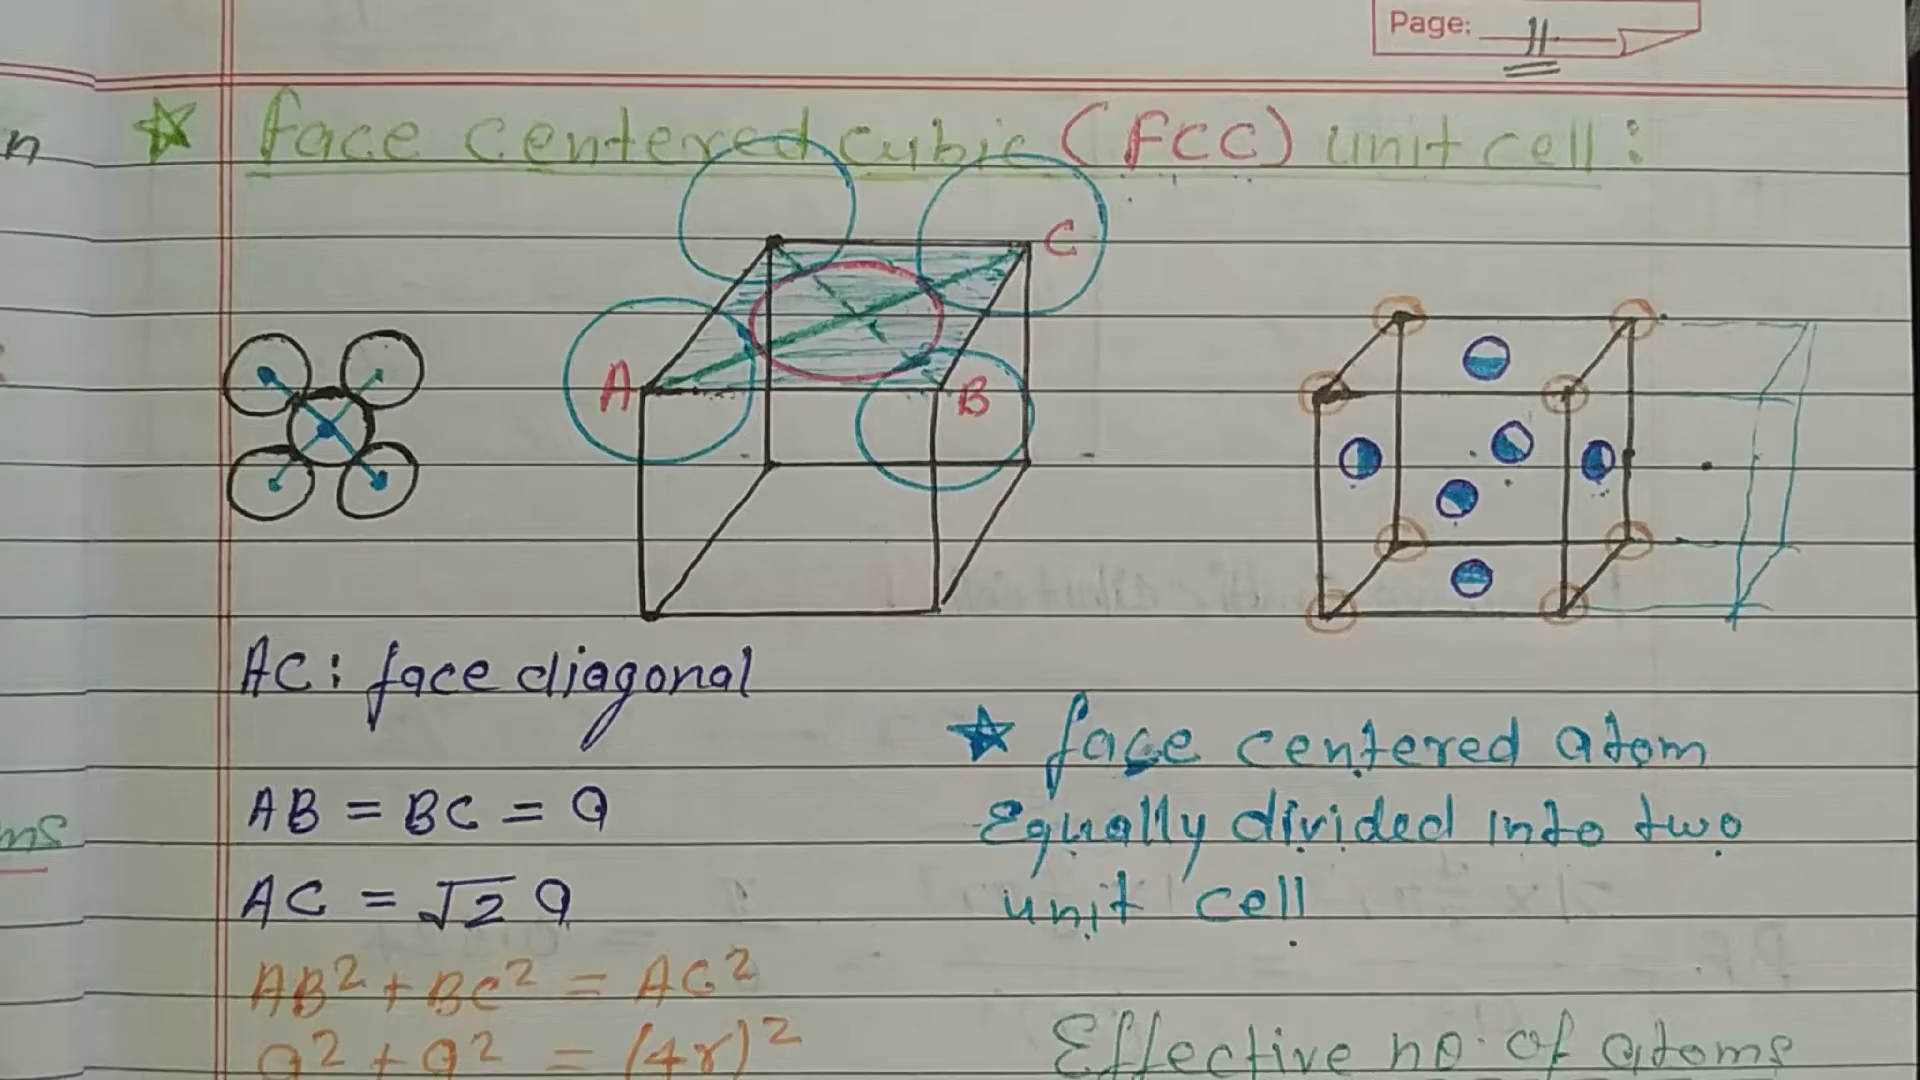 Page: 11
n
☆ face centered cubic (FCC) unit cell:
C
A
B
AC: face diagonal
AB = BC = a
AC = √2 a
AB² + BC² = AC²
a² + a² = (4r)²
★ face centered atom
Equally divided into two
unit cell
Effective no. of atoms
ms